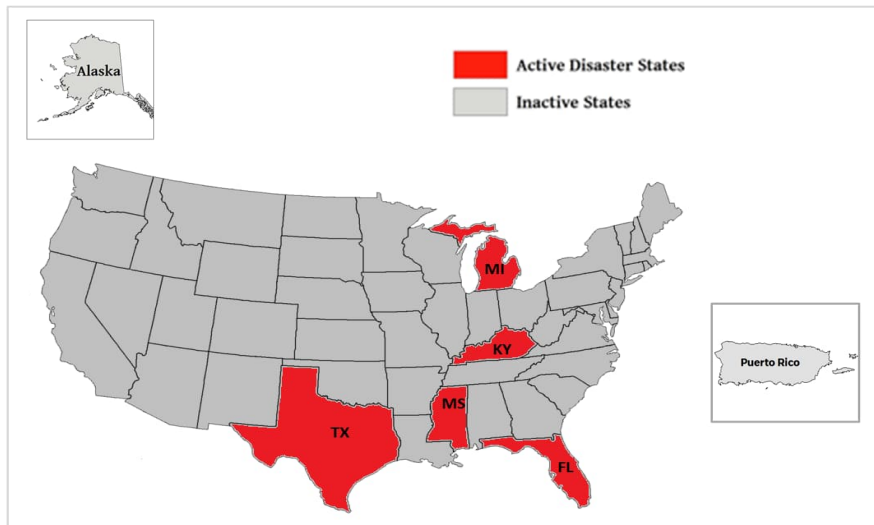 Alaska
Active Disaster States
Inactive States
MI
KY
MS
TX
FL
Puerto Rico